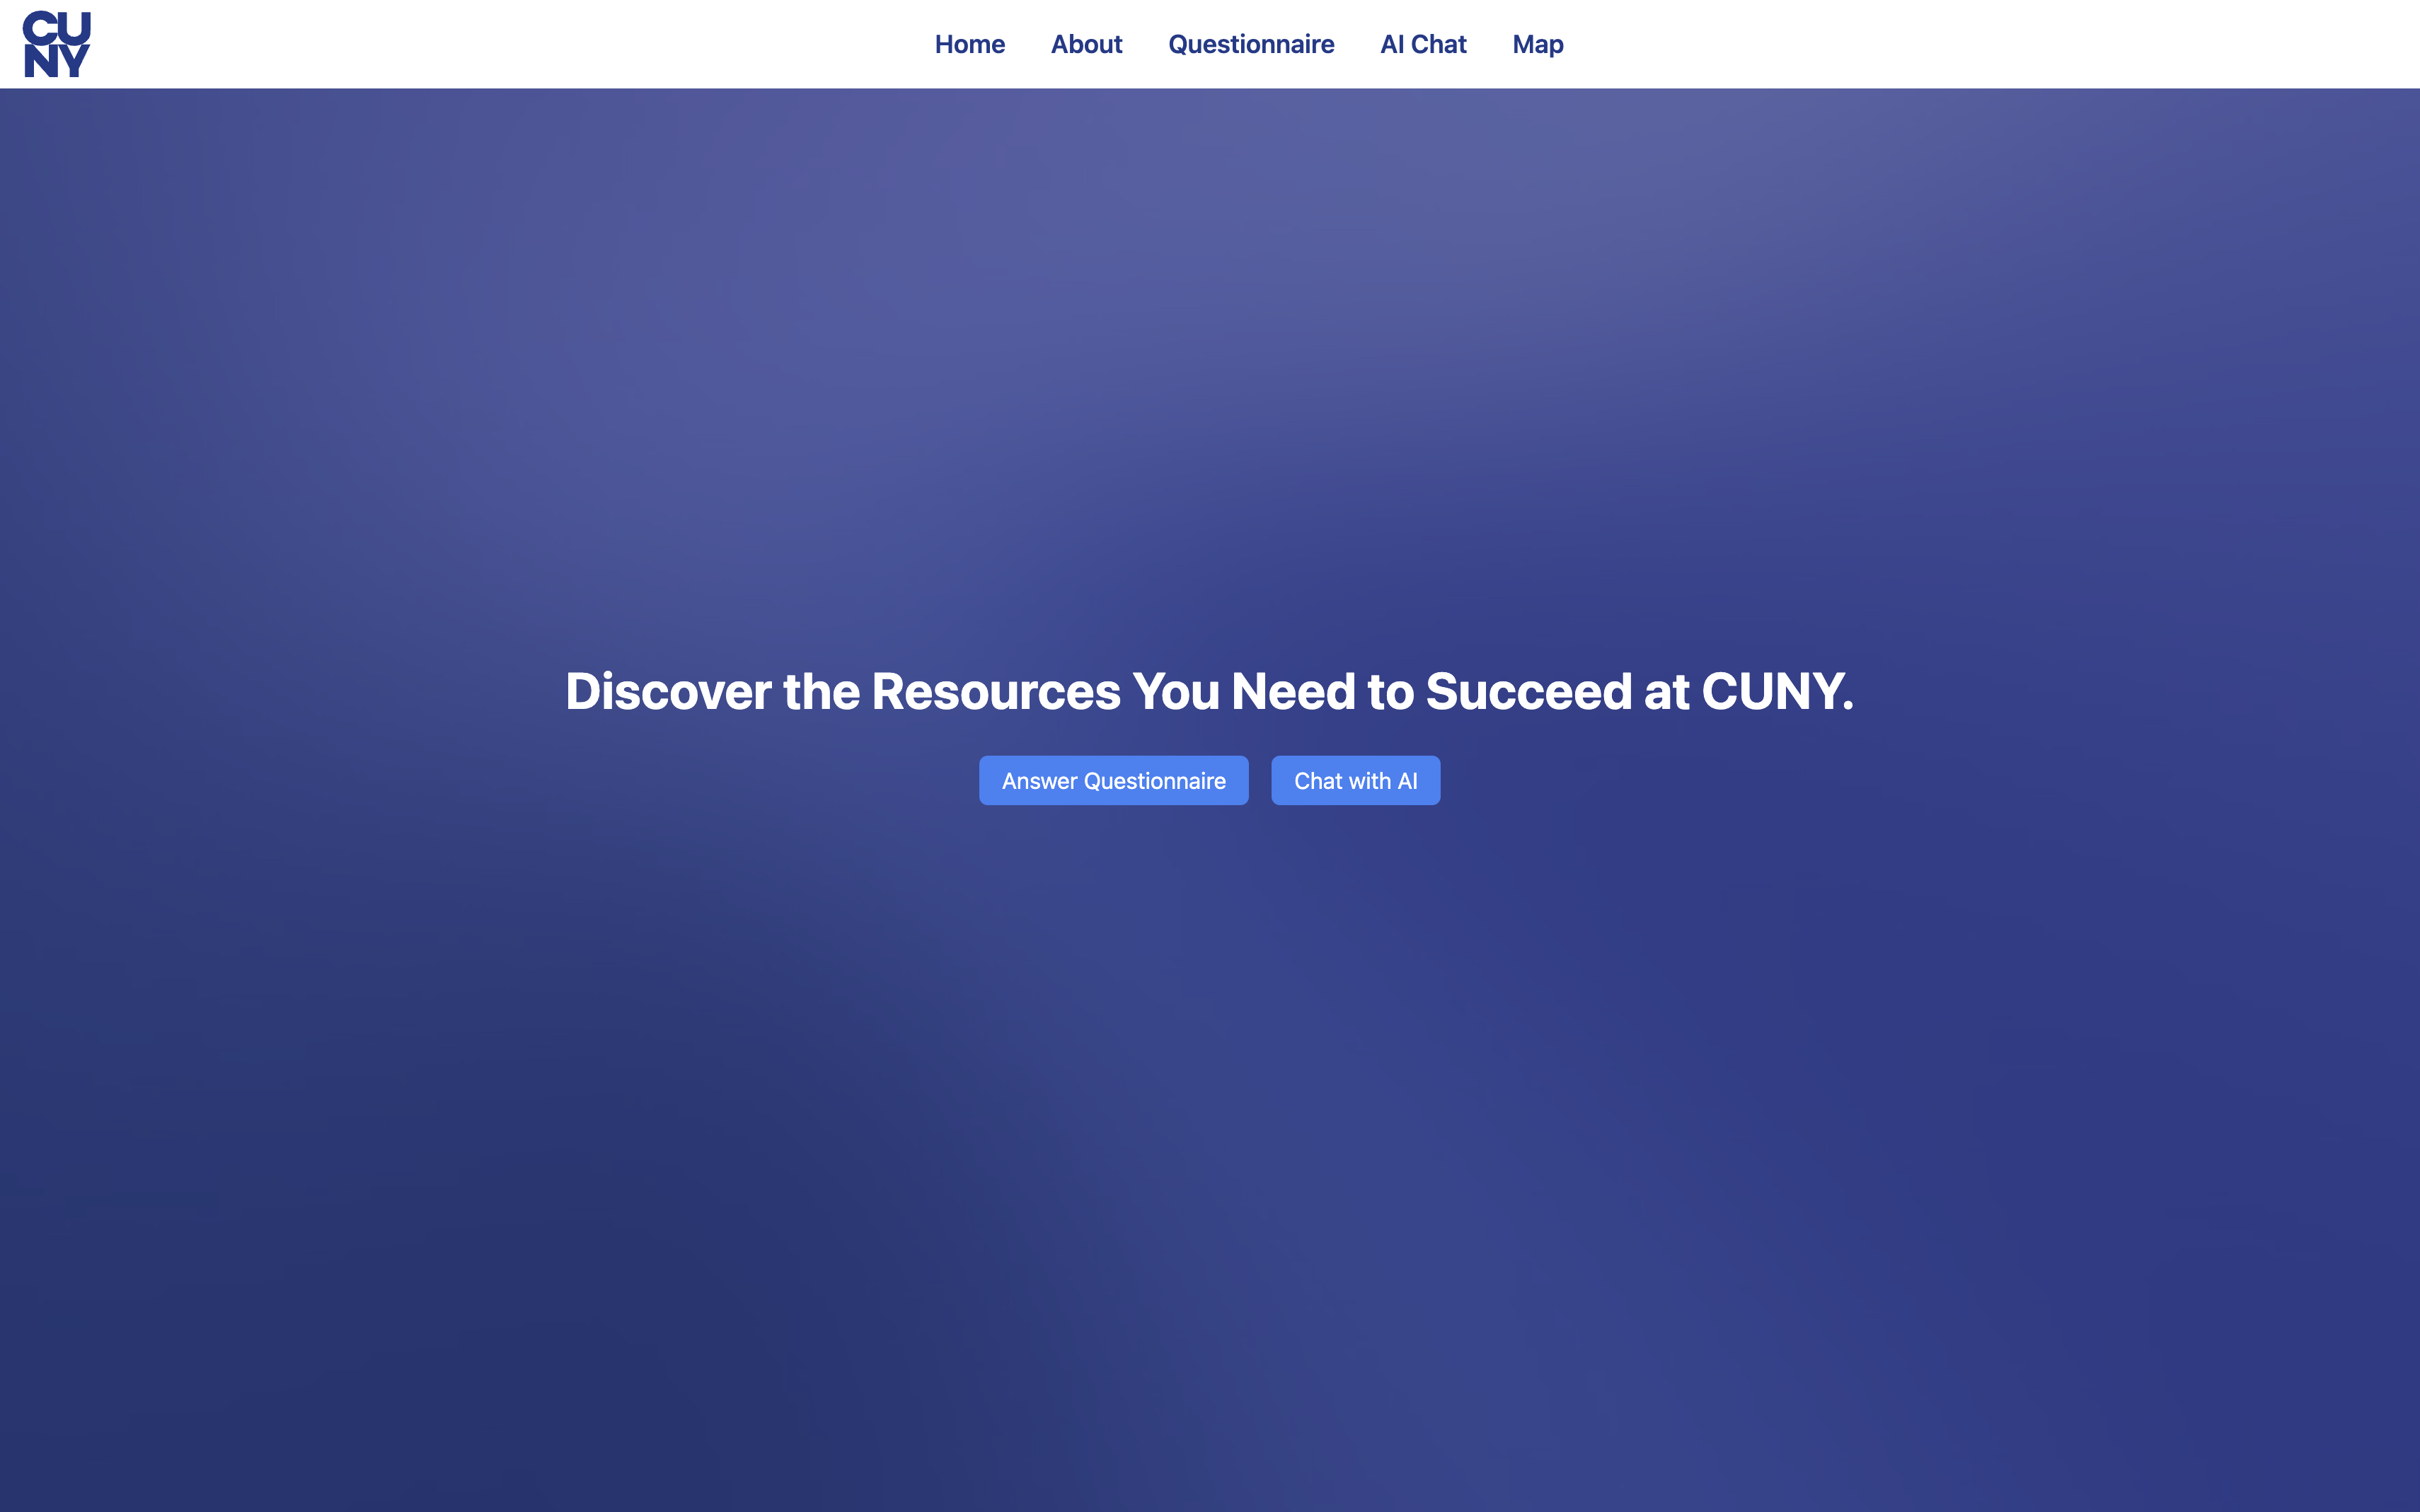 CU
NY
Home About Questionnaire AI Chat Map
Discover the Resources You Need to Succeed at CUNY.
Answer Questionnaire Chat with AI